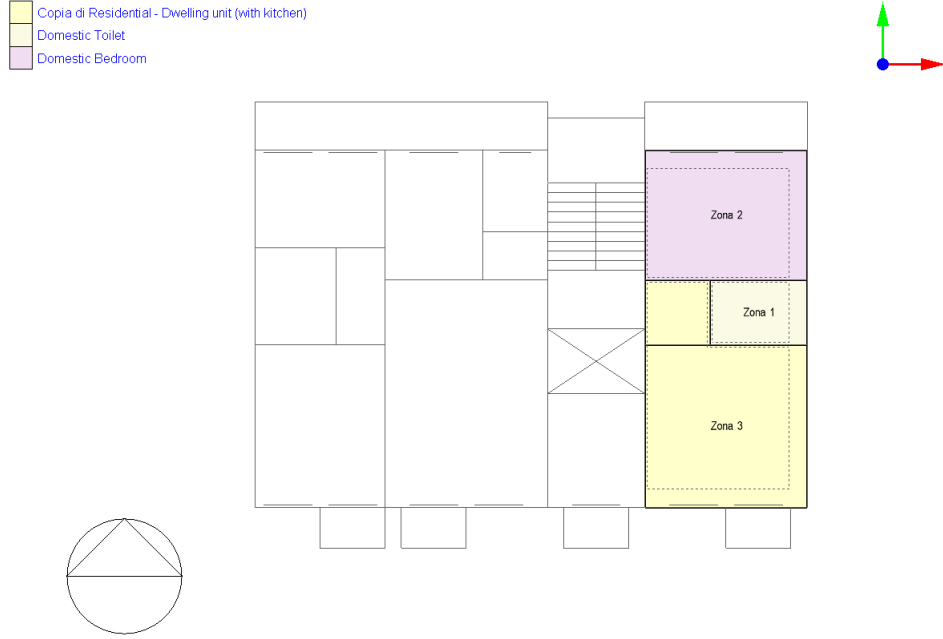 Copia di Residential - Dwelling unit (with kitchen)
Domestic Toilet
Domestic Bedroom
Zona 2
Zona 1
Zona 3